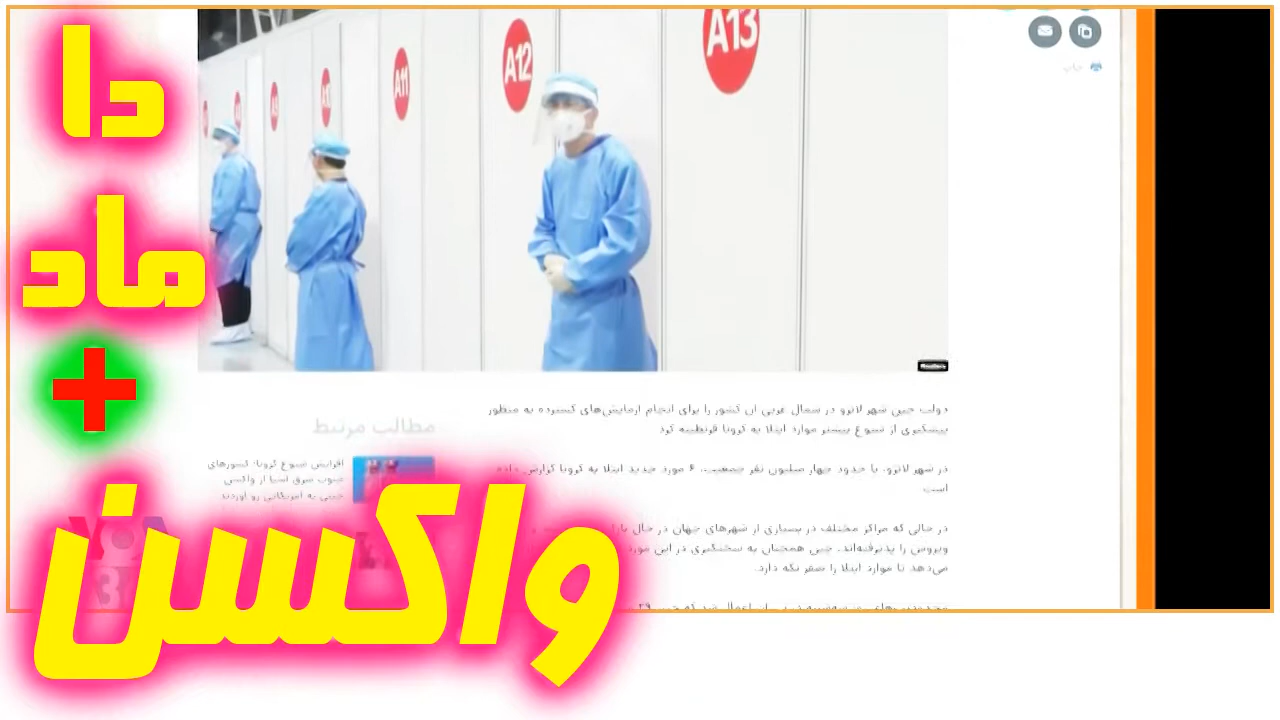 دا
ماد
+
واکسن
A11
A12
A13
چاپ
دولت چین شهر لانژو در شمال غربی آن کشور را برای انجام آزمایش‌های گسترده به منظور
پیشگیری از شیوع بیشتر موارد ابتلا به کرونا قرنطینه کرد
در شهر لانژو، با حدود چهار میلیون نفر جمعیت، ۶ مورد جدید ابتلا به کرونا گزارش داده
است
در حالی که مراکز مختلف در بسیاری از شهرهای جهان در حال
ویروس را پذیرفته‌اند، چین همچنان به سختگیری در این مورد
می‌دهد تا موارد ابتلا را صفر نگه دارد.
مطالب مرتبط
افزایش شیوع کرونا؛ کشورهای
جنوب شرق آسیا از واکسن
چینی به آمریکایی رو آوردند